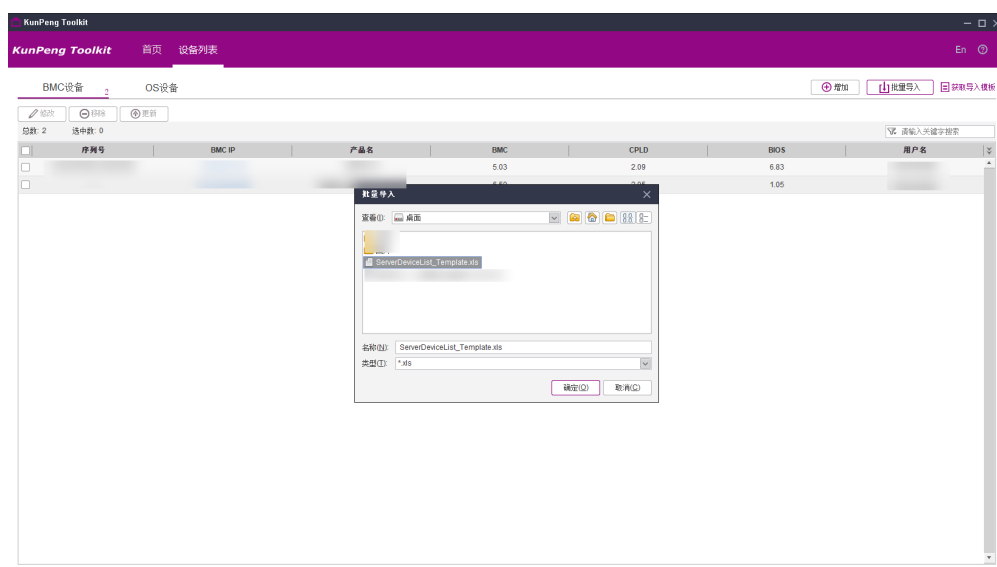 KunPeng Toolkit
KunPeng Toolkit 首页 设备列表 En
BMC设备 2 OS设备 增加 批量导入 获取导入模板
修改 移除 更新
总数: 2 选中数: 0 请输入关键字搜索
序列号 BMC IP 产品名 BMC CPLD BIOS 用户名
5.03 2.09 6.83
1.05
批量导入
查看(I): 桌面
ServerDeviceList_Template.xls
名称(N): ServerDeviceList_Template.xls
类型(T): *.xls
确定(O) 取消(C)